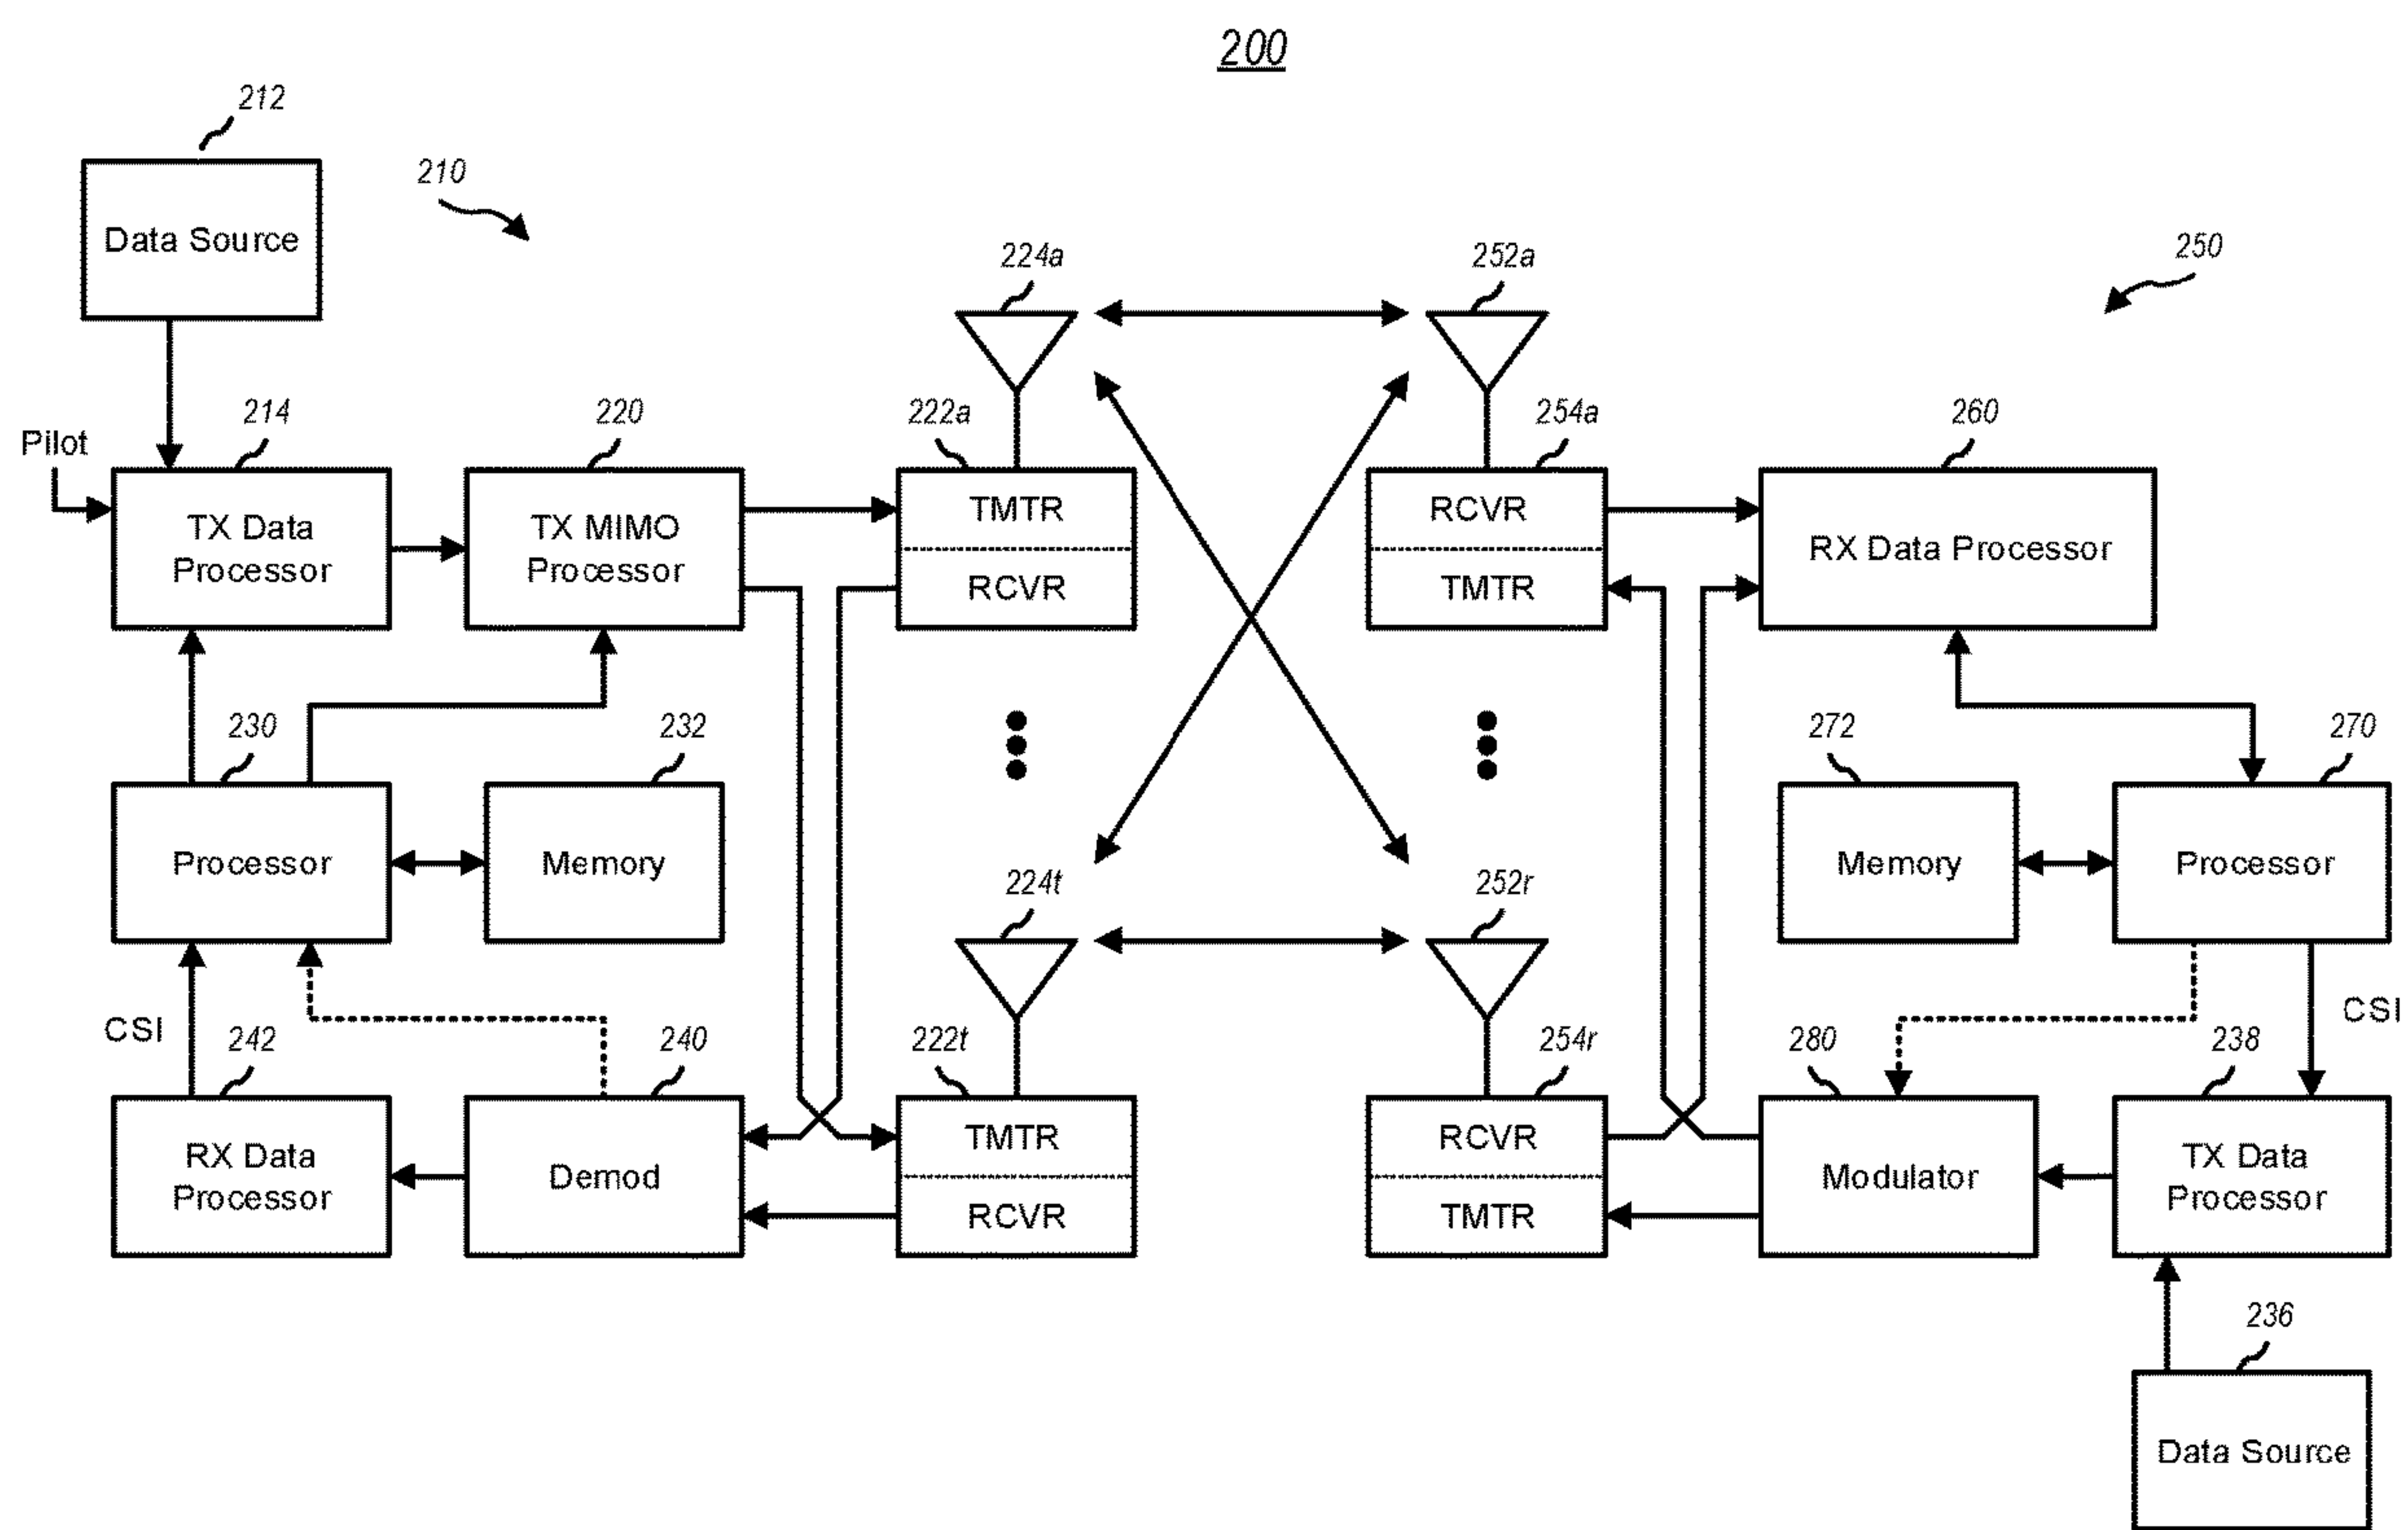 200
212
210
Data Source
224a
252a
250
Pilot
214
220
222a
254a
260
TX Data
Processor
TX MIMO
Processor
TMTR
RCVR
RCVR
TMTR
RX Data Processor
230
232
272
270
Processor
Memory
Memory
Processor
224t
252r
CSI
CSI
242
240
222t
254r
280
238
RX Data
Processor
Demod
TMTR
RCVR
RCVR
TMTR
Modulator
TX Data
Processor
236
Data Source